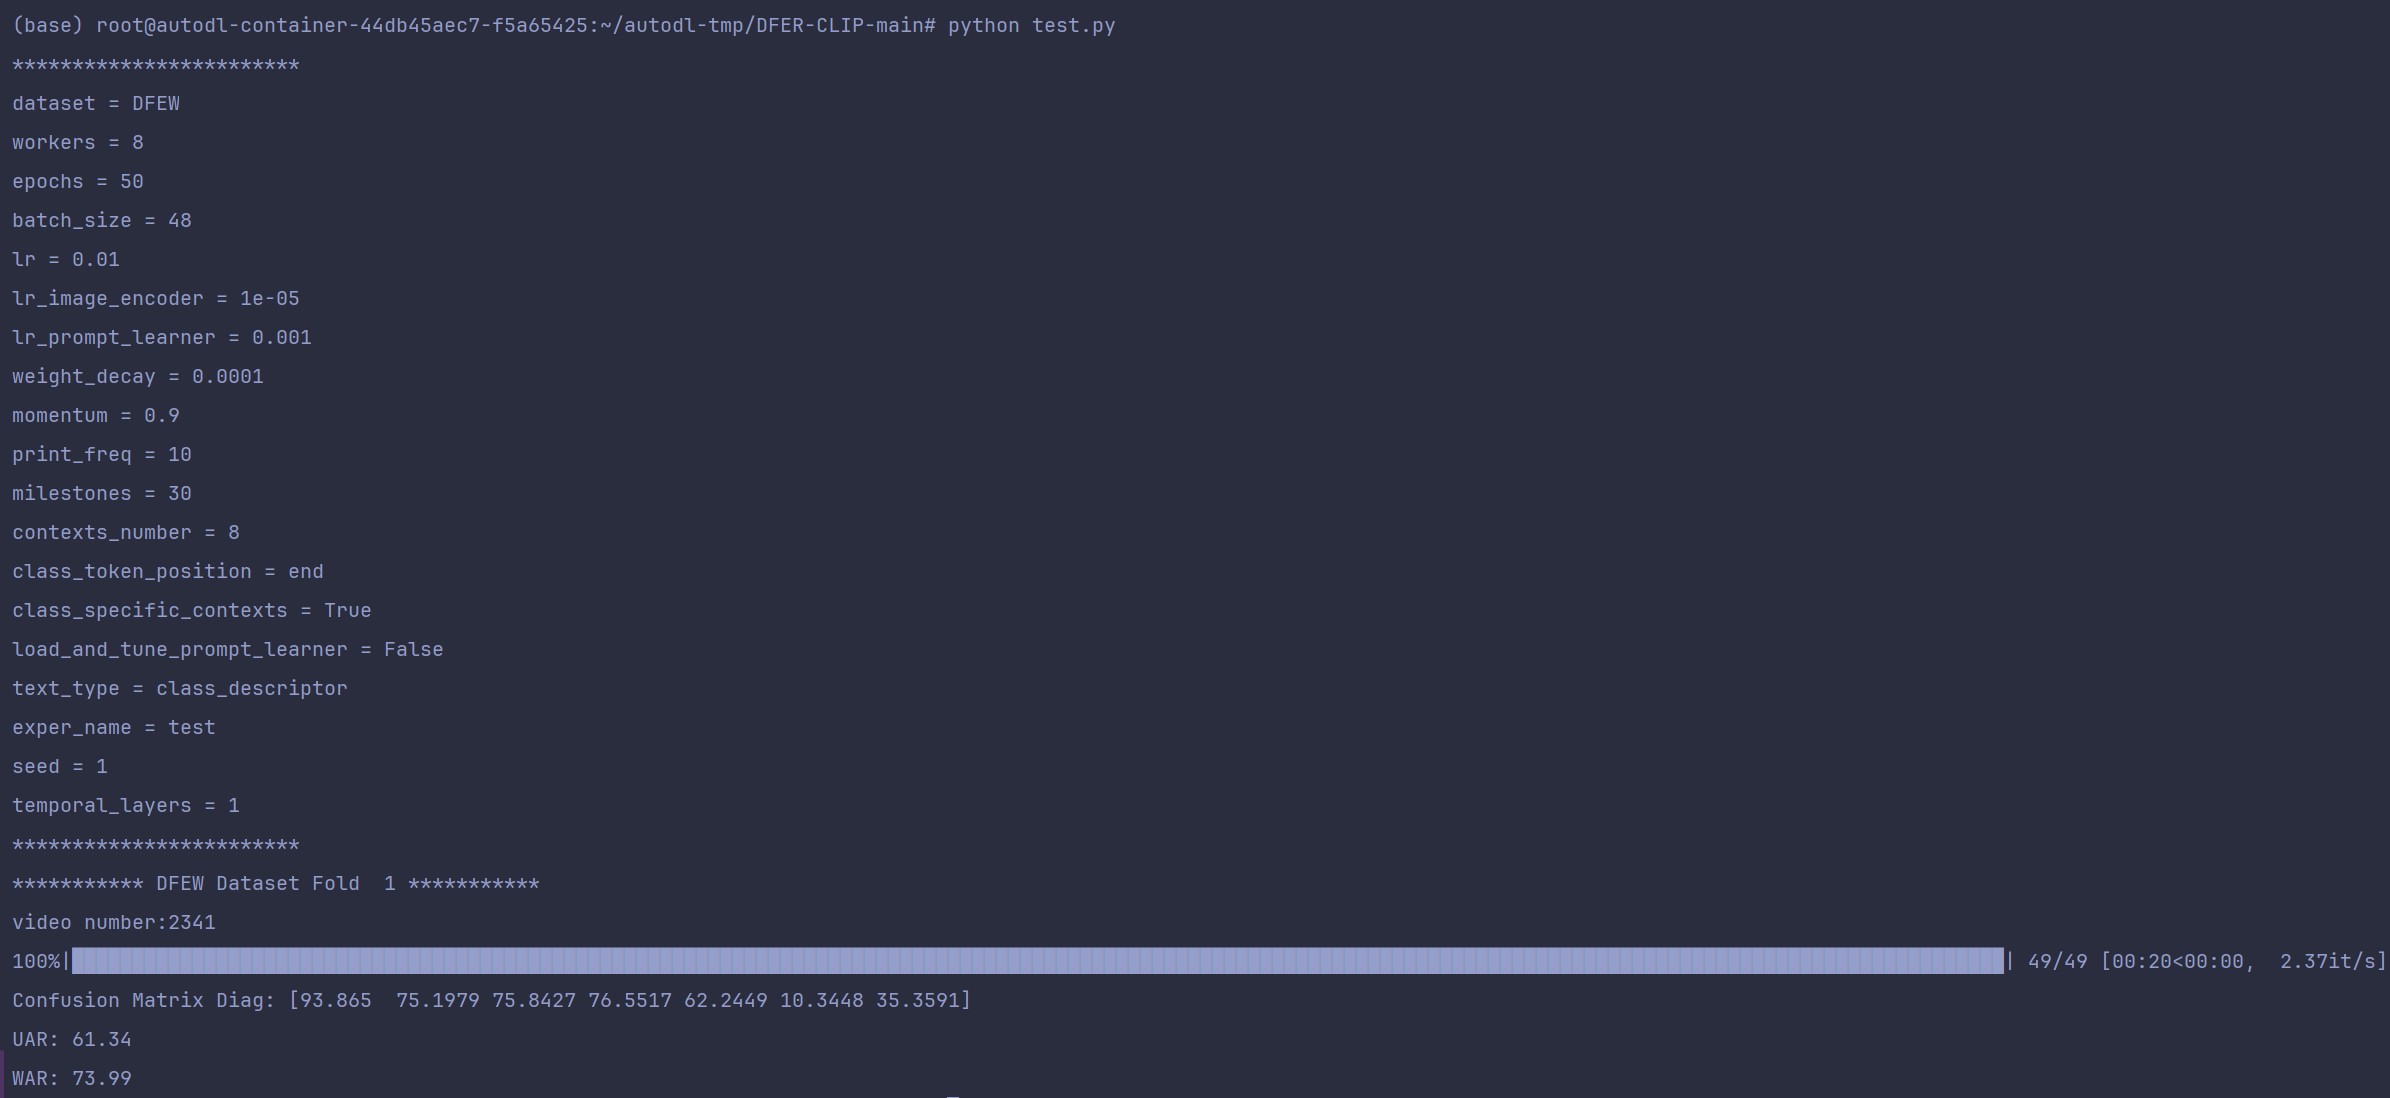 (base) root@autodl-container-44db45aec7-f5a65425:~/autodl-tmp/DFER-CLIP-main# python test.py
************************
dataset = DFEW
workers = 8
epochs = 50
batch_size = 48
lr = 0.01
lr_image_encoder = 1e-05
lr_prompt_learner = 0.001
weight_decay = 0.0001
momentum = 0.9
print_freq = 10
milestones = 30
contexts_number = 8
class_token_position = end
class_specific_contexts = True
load_and_tune_prompt_learner = False
text_type = class_descriptor
exper_name = test
seed = 1
temporal_layers = 1
************************
*********** DFEW Dataset Fold  1 ***********
video number:2341
100%|| 49/49 [00:20<00:00,  2.37it/s]
Confusion Matrix Diag: [93.865  75.1979 75.8427 76.5517 62.2449 10.3448 35.3591]
UAR: 61.34
WAR: 73.99